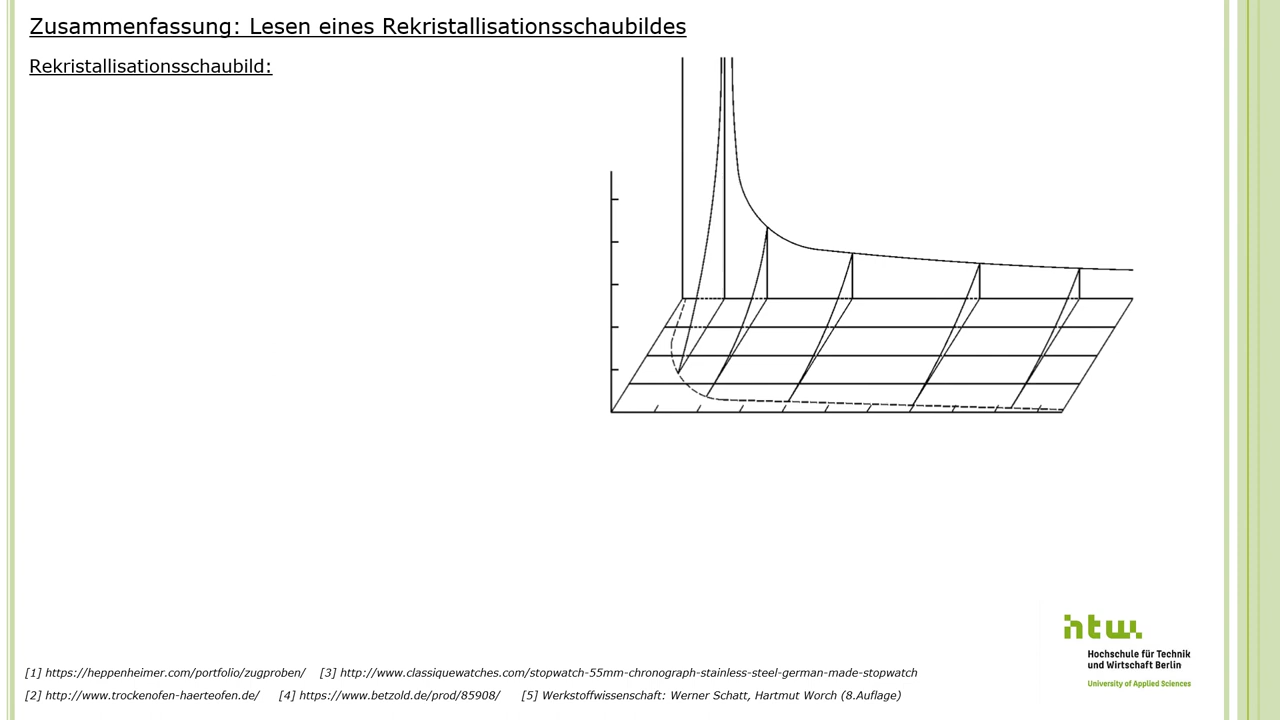 Zusammenfassung: Lesen eines Rekristallisationsschaubildes
Rekristallisationsschaubild:
htw.
Hochschule für Technik
und Wirtschaft Berlin
University of Applied Sciences
[1] https://heppenheimer.com/portfolio/zugproben/ [3] http://www.classiquewatches.com/stopwatch-55mm-chronograph-stainless-steel-german-made-stopwatch
[2] http://www.trockenofen-haerteofen.de/ [4] https://www.betzold.de/prod/85908/ [5] Werkstoffwissenschaft: Werner Schatt, Hartmut Worch (8.Auflage)